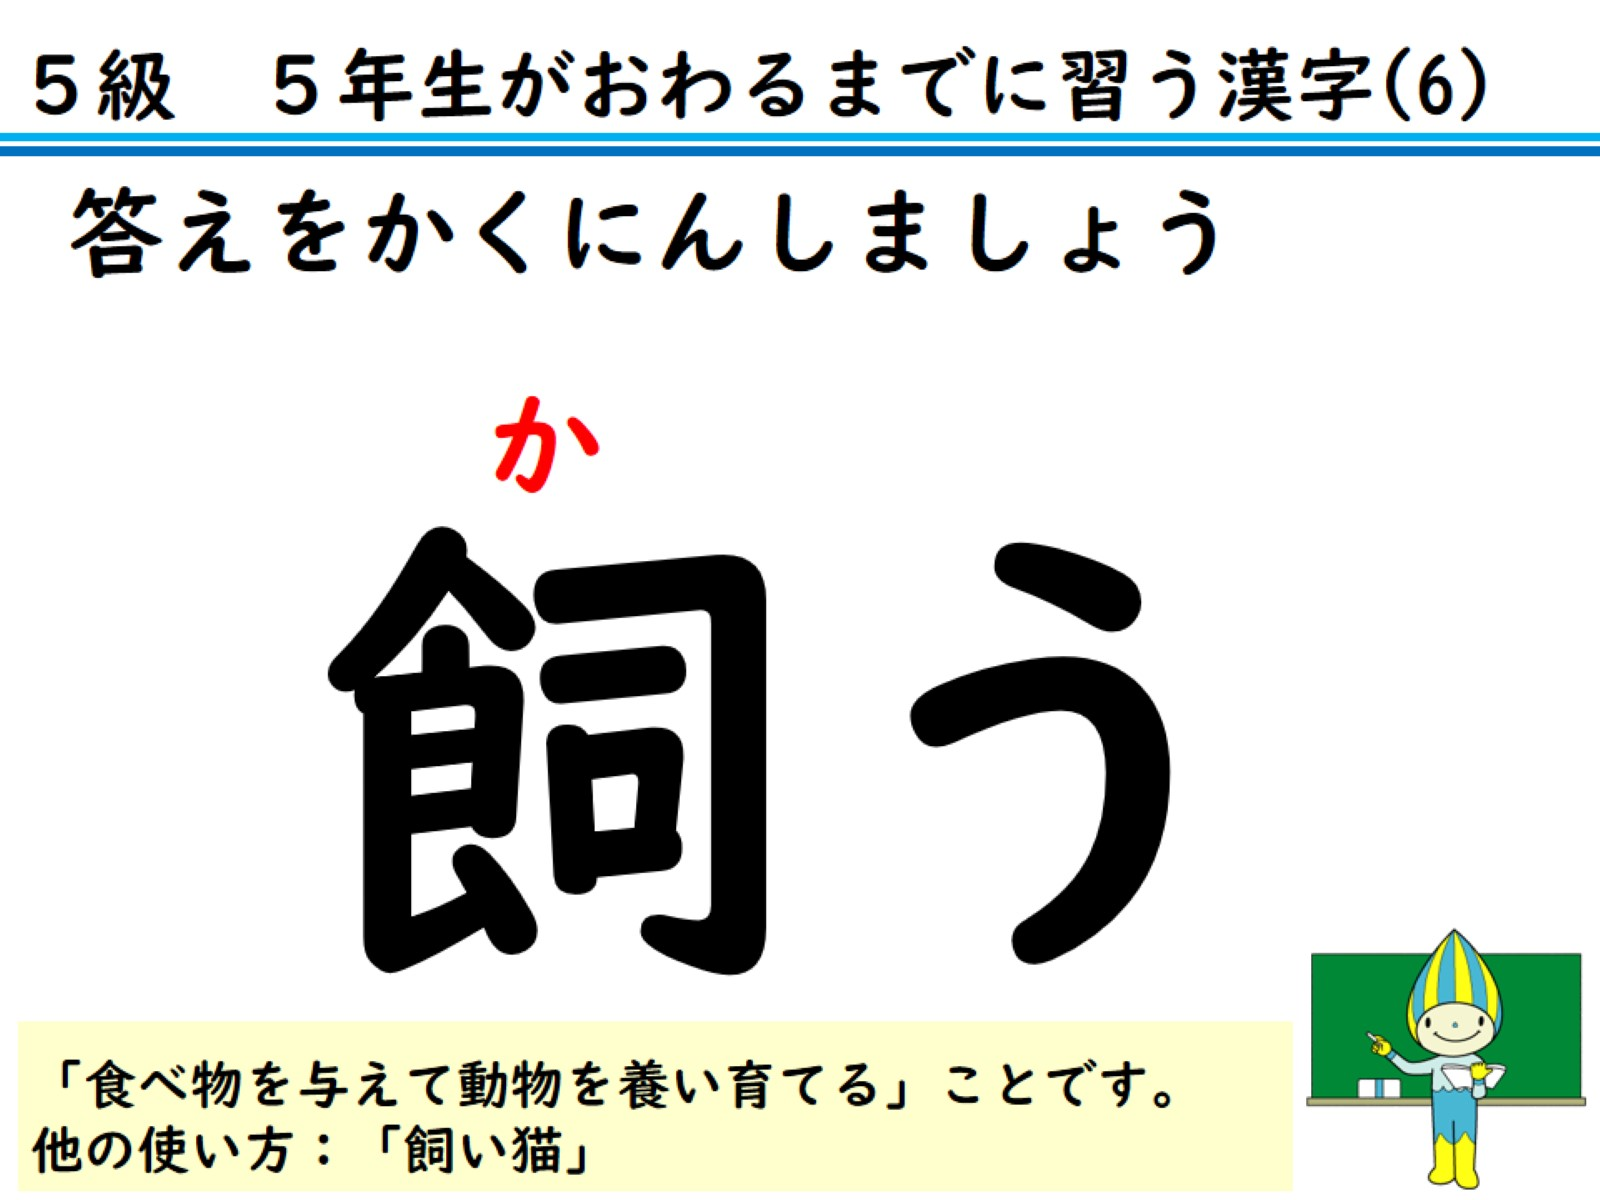 ５級　５年生がおわるまでに習う漢字(6)
答えをかくにんしましょう
か
飼う
「食べ物を与えて動物を養い育てる」ことです。
他の使い方：「飼い猫」